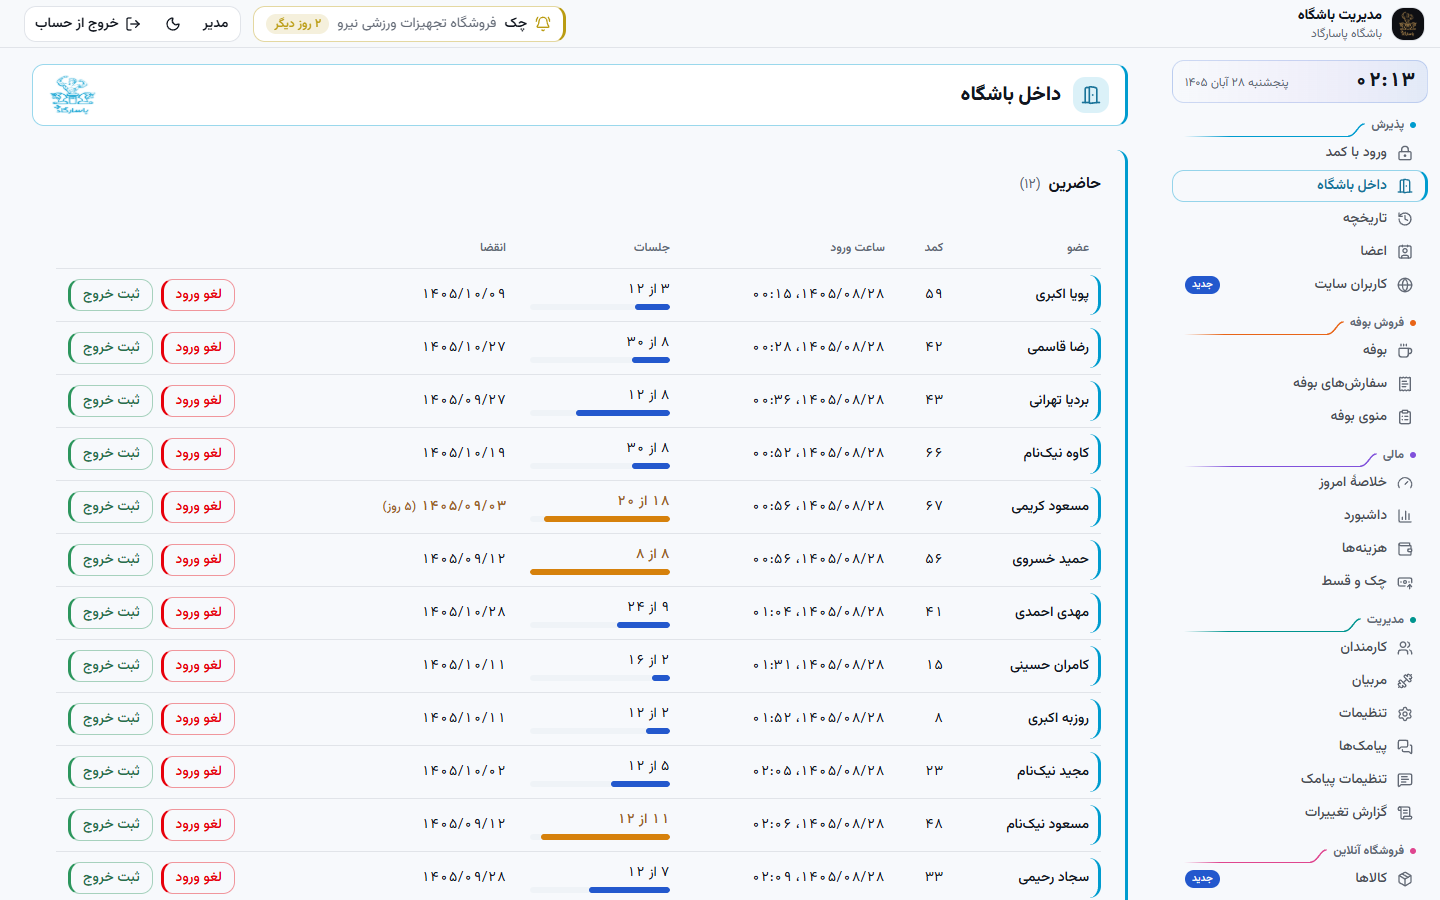 مدیریت باشگاه
باشگاه پاسارگاد
چک فروشگاه تجهیزات ورزشی نیرو ۲ روز دیگر
مدیر
خروج از حساب
۰۲:۱۳
پنجشنبه ۲۸ آبان ۱۴۰۵
پذیرش
ورود با کمد
داخل باشگاه
تاریخچه
اعضا
کاربران سایت جدید
فروش بوفه
بوفه
سفارش‌های بوفه
منوی بوفه
مالی
خلاصهٔ امروز
داشبورد
هزینه‌ها
چک و قسط
مدیریت
کارمندان
مربیان
تنظیمات
پیامک‌ها
تنظیمات پیامک
گزارش تغییرات
فروشگاه آنلاین
کالاها جدید
داخل باشگاه
پاسارگاد
حاضرین (۱۲)
عضو کمد ساعت ورود جلسات انقضا
پویا اکبری ۵۹ ۱۴۰۵/۰۸/۲۸، ۰۰:۱۵ ۳ از ۱۲ ۱۴۰۵/۱۰/۰۹ لغو ورود ثبت خروج
رضا قاسمی ۴۲ ۱۴۰۵/۰۸/۲۸، ۰۰:۲۸ ۸ از ۳۰ ۱۴۰۵/۱۰/۲۷ لغو ورود ثبت خروج
بردیا تهرانی ۴۳ ۱۴۰۵/۰۸/۲۸، ۰۰:۳۶ ۸ از ۱۲ ۱۴۰۵/۰۹/۲۷ لغو ورود ثبت خروج
کاوه نیک‌نام ۶۶ ۱۴۰۵/۰۸/۲۸، ۰۰:۵۲ ۸ از ۳۰ ۱۴۰۵/۱۰/۱۹ لغو ورود ثبت خروج
مسعود کریمی ۶۷ ۱۴۰۵/۰۸/۲۸، ۰۰:۵۶ ۱۸ از ۲۰ ۱۴۰۵/۰۹/۰۳ (۵ روز) لغو ورود ثبت خروج
حمید خسروی ۵۶ ۱۴۰۵/۰۸/۲۸، ۰۰:۵۶ ۸ از ۸ ۱۴۰۵/۰۹/۱۲ لغو ورود ثبت خروج
مهدی احمدی ۴۱ ۱۴۰۵/۰۸/۲۸، ۰۱:۰۴ ۹ از ۲۴ ۱۴۰۵/۱۰/۲۸ لغو ورود ثبت خروج
کامران حسینی ۱۵ ۱۴۰۵/۰۸/۲۸، ۰۱:۳۱ ۲ از ۱۶ ۱۴۰۵/۱۰/۱۱ لغو ورود ثبت خروج
روزبه اکبری ۸ ۱۴۰۵/۰۸/۲۸، ۰۱:۵۲ ۲ از ۱۲ ۱۴۰۵/۱۰/۱۱ لغو ورود ثبت خروج
مجید نیک‌نام ۲۳ ۱۴۰۵/۰۸/۲۸، ۰۲:۰۵ ۵ از ۱۲ ۱۴۰۵/۱۰/۰۲ لغو ورود ثبت خروج
مسعود نیک‌نام ۴۸ ۱۴۰۵/۰۸/۲۸، ۰۲:۰۶ ۱۱ از ۱۲ ۱۴۰۵/۰۹/۱۲ لغو ورود ثبت خروج
سجاد رحیمی ۳۳ ۱۴۰۵/۰۸/۲۸، ۰۲:۰۹ ۷ از ۱۲ ۱۴۰۵/۰۹/۲۸ لغو ورود ثبت خروج